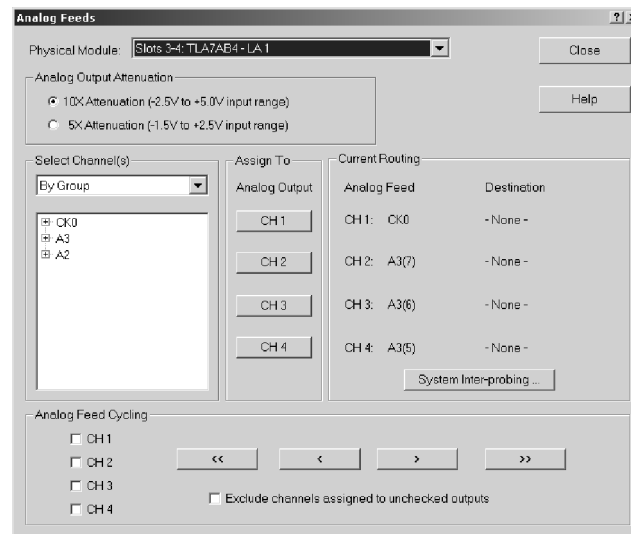 Analog Feeds
Physical Module: Slots 3-4: TLA7AB4 - LA 1
Close
Help
Analog Output Attenuation
10X Attenuation (-2.5V to +5.0V input range)
5X Attenuation (-1.5V to +2.5V input range)
Select Channel(s)
By Group
CK0
A3
A2
Assign To
Analog Output
CH 1
CH 2
CH 3
CH 4
Current Routing
Analog Feed Destination
CH 1: CK0 - None -
CH 2: A3(7) - None -
CH 3: A3(6) - None -
CH 4: A3(5) - None -
System Inter-probing ...
Analog Feed Cycling
CH 1
CH 2
CH 3
CH 4
<< < > >>
Exclude channels assigned to unchecked outputs